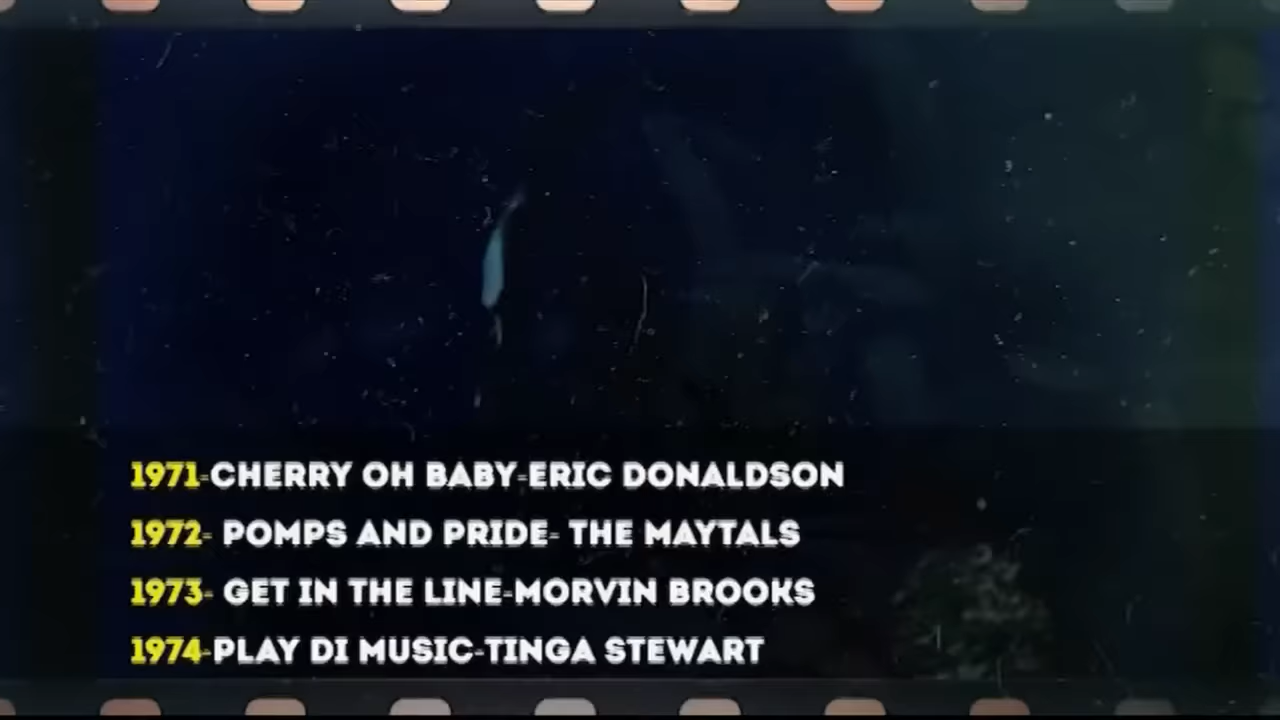 1971-CHERRY OH BABY-ERIC DONALDSON
1972- POMPS AND PRIDE- THE MAYTALS
1973- GET IN THE LINE-MORVIN BROOKS
1974-PLAY DI MUSIC-TINGA STEWART